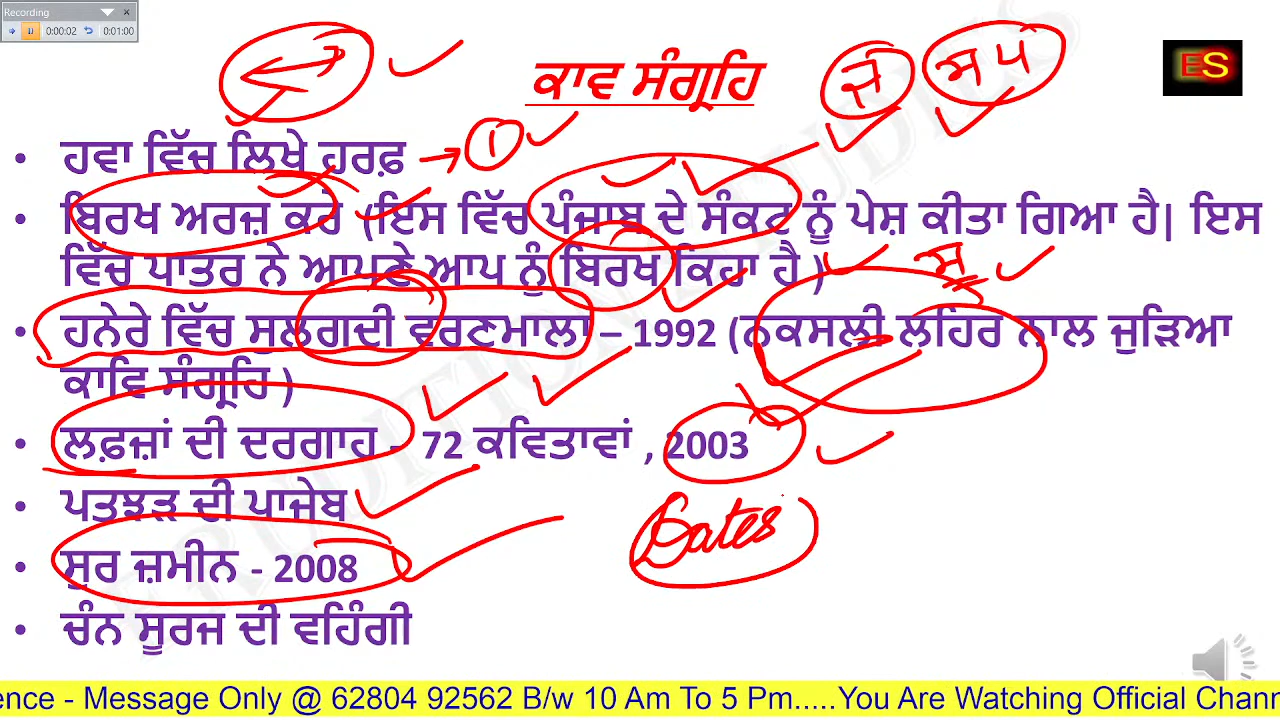 Recording
0:00:02 0:01:00
ES
ਕਾਵ ਸੰਗ੍ਰਹਿ
ਜੋ
ਸ ਪ
• ਹਵਾ ਵਿੱਚ ਲਿਖੇ ਹਰਫ਼ → 1
• ਬਿਰਖ ਅਰਜ਼ ਕਰੇ (ਇਸ ਵਿੱਚ ਪੰਜਾਬ ਦੇ ਸੰਕਟ ਨੂੰ ਪੇਸ਼ ਕੀਤਾ ਗਿਆ ਹੈ| ਇਸ
ਵਿੱਚ ਪਾਤਰ ਨੇ ਆਪਣੇ ਆਪ ਨੂੰ ਬਿਰਖ ਕਿਹਾ ਹੈ )
ਸ
• ਹਨੇਰੇ ਵਿੱਚ ਸੁਲਗਦੀ ਵਰਣਮਾਲਾ – 1992 (ਨਕਸਲੀ ਲਹਿਰ ਨਾਲ ਜੁੜਿਆ
ਕਾਵਿ ਸੰਗ੍ਰਹਿ )
• ਲਫ਼ਜ਼ਾਂ ਦੀ ਦਰਗਾਹ - 72 ਕਵਿਤਾਵਾਂ , 2003
• ਪਤਝੜ ਦੀ ਪਾਜੇਬ
Dates
• ਸੁਰ ਜ਼ਮੀਨ - 2008
• ਚੰਨ ਸੂਰਜ ਦੀ ਵਹਿੰਗੀ
ence - Message Only @ 62804 92562 B/w 10 Am To 5 Pm.....You Are Watching Official Chann